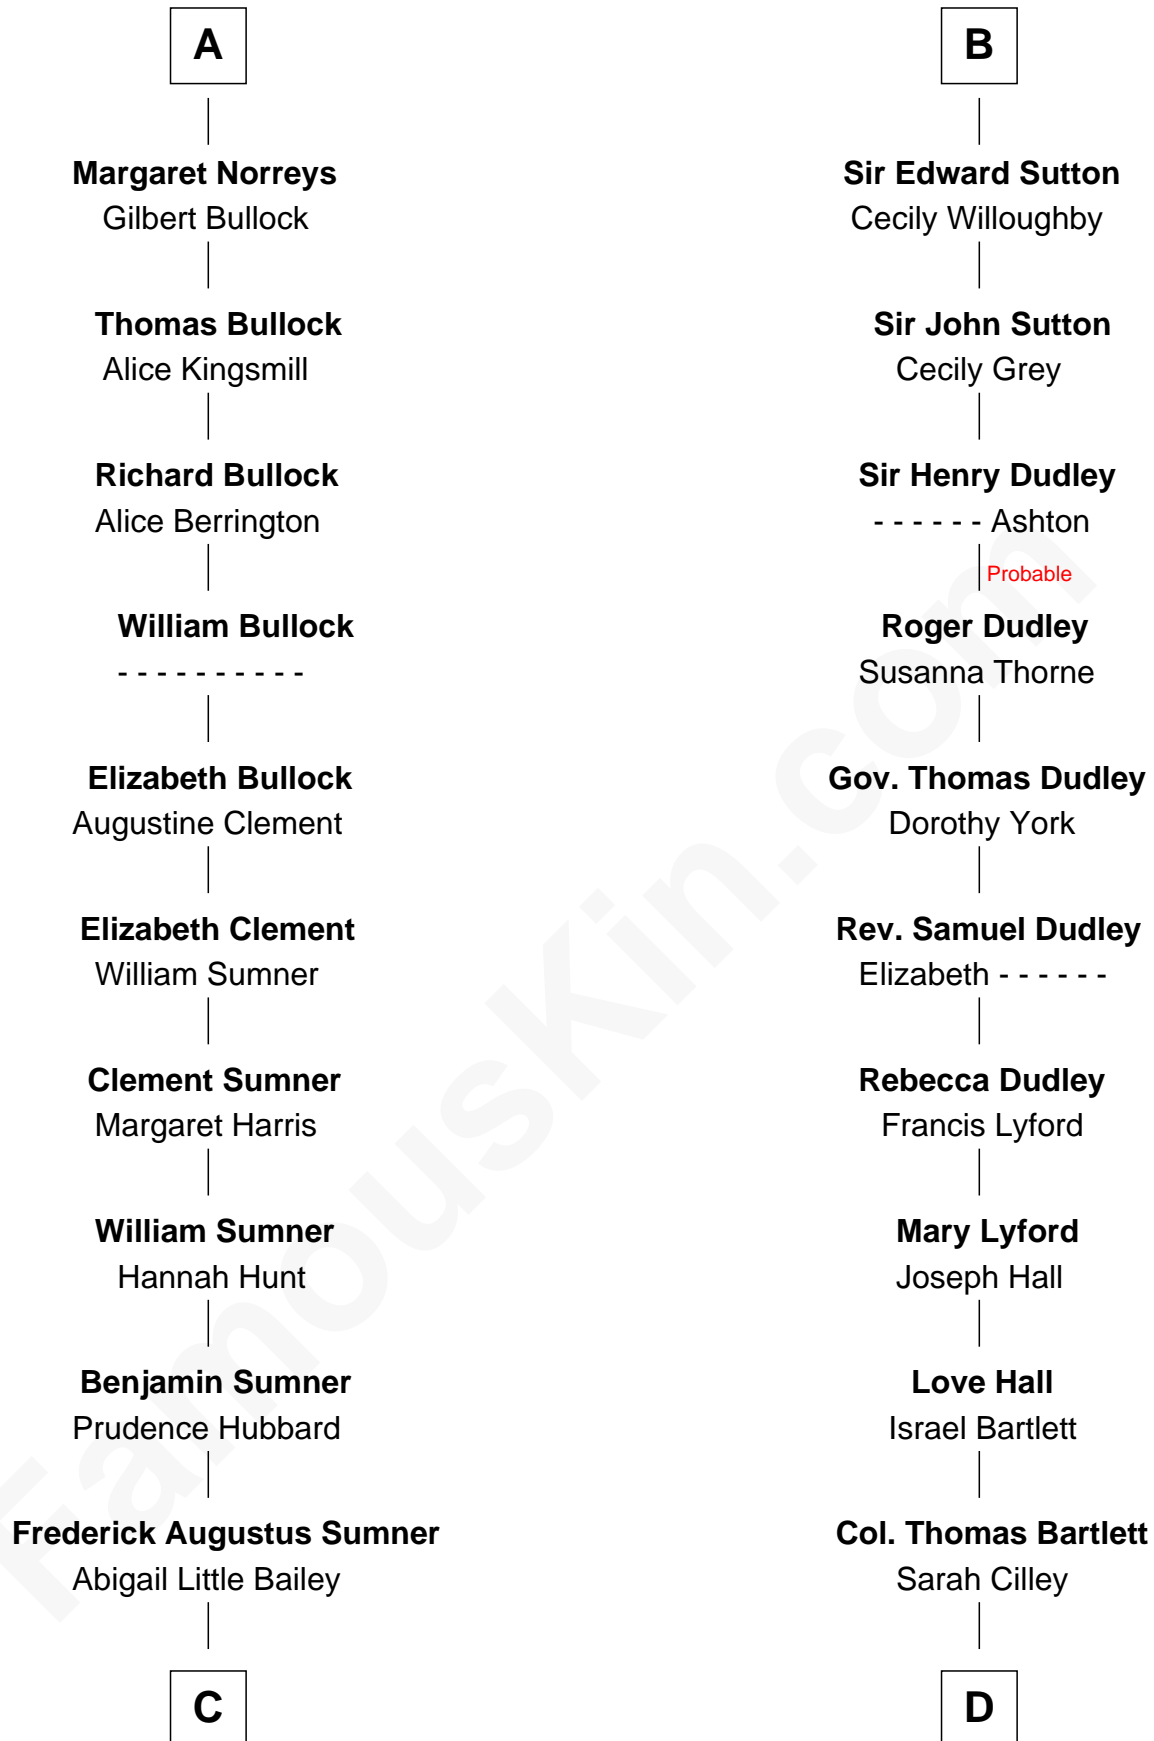 A
Margaret Norreys
Gilbert Bullock
Thomas Bullock
Alice Kingsmill
Richard Bullock
Alice Berrington
William Bullock
- - - - - - - - - -
Elizabeth Bullock
Augustine Clement
Elizabeth Clement
William Sumner
Clement Sumner
Margaret Harris
William Sumner
Hannah Hunt
Benjamin Sumner
Prudence Hubbard
Frederick Augustus Sumner
Abigail Little Bailey
C
B
Sir Edward Sutton
Cecily Willoughby
Sir John Sutton
Cecily Grey
Sir Henry Dudley
- - - - - - Ashton
Probable
Roger Dudley
Susanna Thorne
Gov. Thomas Dudley
Dorothy York
Rev. Samuel Dudley
Elizabeth - - - - - -
Rebecca Dudley
Francis Lyford
Mary Lyford
Joseph Hall
Love Hall
Israel Bartlett
Col. Thomas Bartlett
Sarah Cilley
D
FamousKin.com